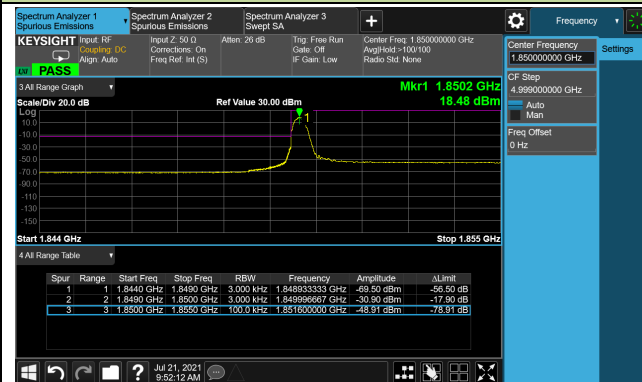 Spectrum Analyzer 1
Spurious Emissions
Spectrum Analyzer 2
Spurious Emissions
Spectrum Analyzer 3
Swept SA
Frequency
KEYSIGHT Input: RF
Coupling: DC
Align: Auto
Input Z: 50 Ω
Corrections: On
Freq Ref: Int (S)
Atten: 26 dB
Trig: Free Run
Gate: Off
IF Gain: Low
Center Freq: 1.850000000 GHz
Avg|Hold:>100/100
Radio Std: None
LXI PASS
Center Frequency
1.850000000 GHz
Settings
CF Step
4.999000000 GHz
Auto
Man
Freq Offset
0 Hz
3 All Range Graph
Mkr1 1.8502 GHz
Scale/Div 20.0 dB Ref Value 30.00 dBm 18.48 dBm
Log
10.0
-10.0
-30.0
-50.0
-70.0
-90.0
-110
-130
-150
1
Start 1.844 GHz Stop 1.855 GHz
4 All Range Table
Spur Range Start Freq Stop Freq RBW Frequency Amplitude ΔLimit
1 1 1.8440 GHz 1.8490 GHz 3.000 kHz 1.848933333 GHz -69.50 dBm -56.50 dB
2 2 1.8490 GHz 1.8500 GHz 3.000 kHz 1.849996667 GHz -30.90 dBm -17.90 dB
3 3 1.8500 GHz 1.8550 GHz 100.0 kHz 1.851600000 GHz -48.91 dBm -78.91 dB
? Jul 21, 2021
9:52:12 AM